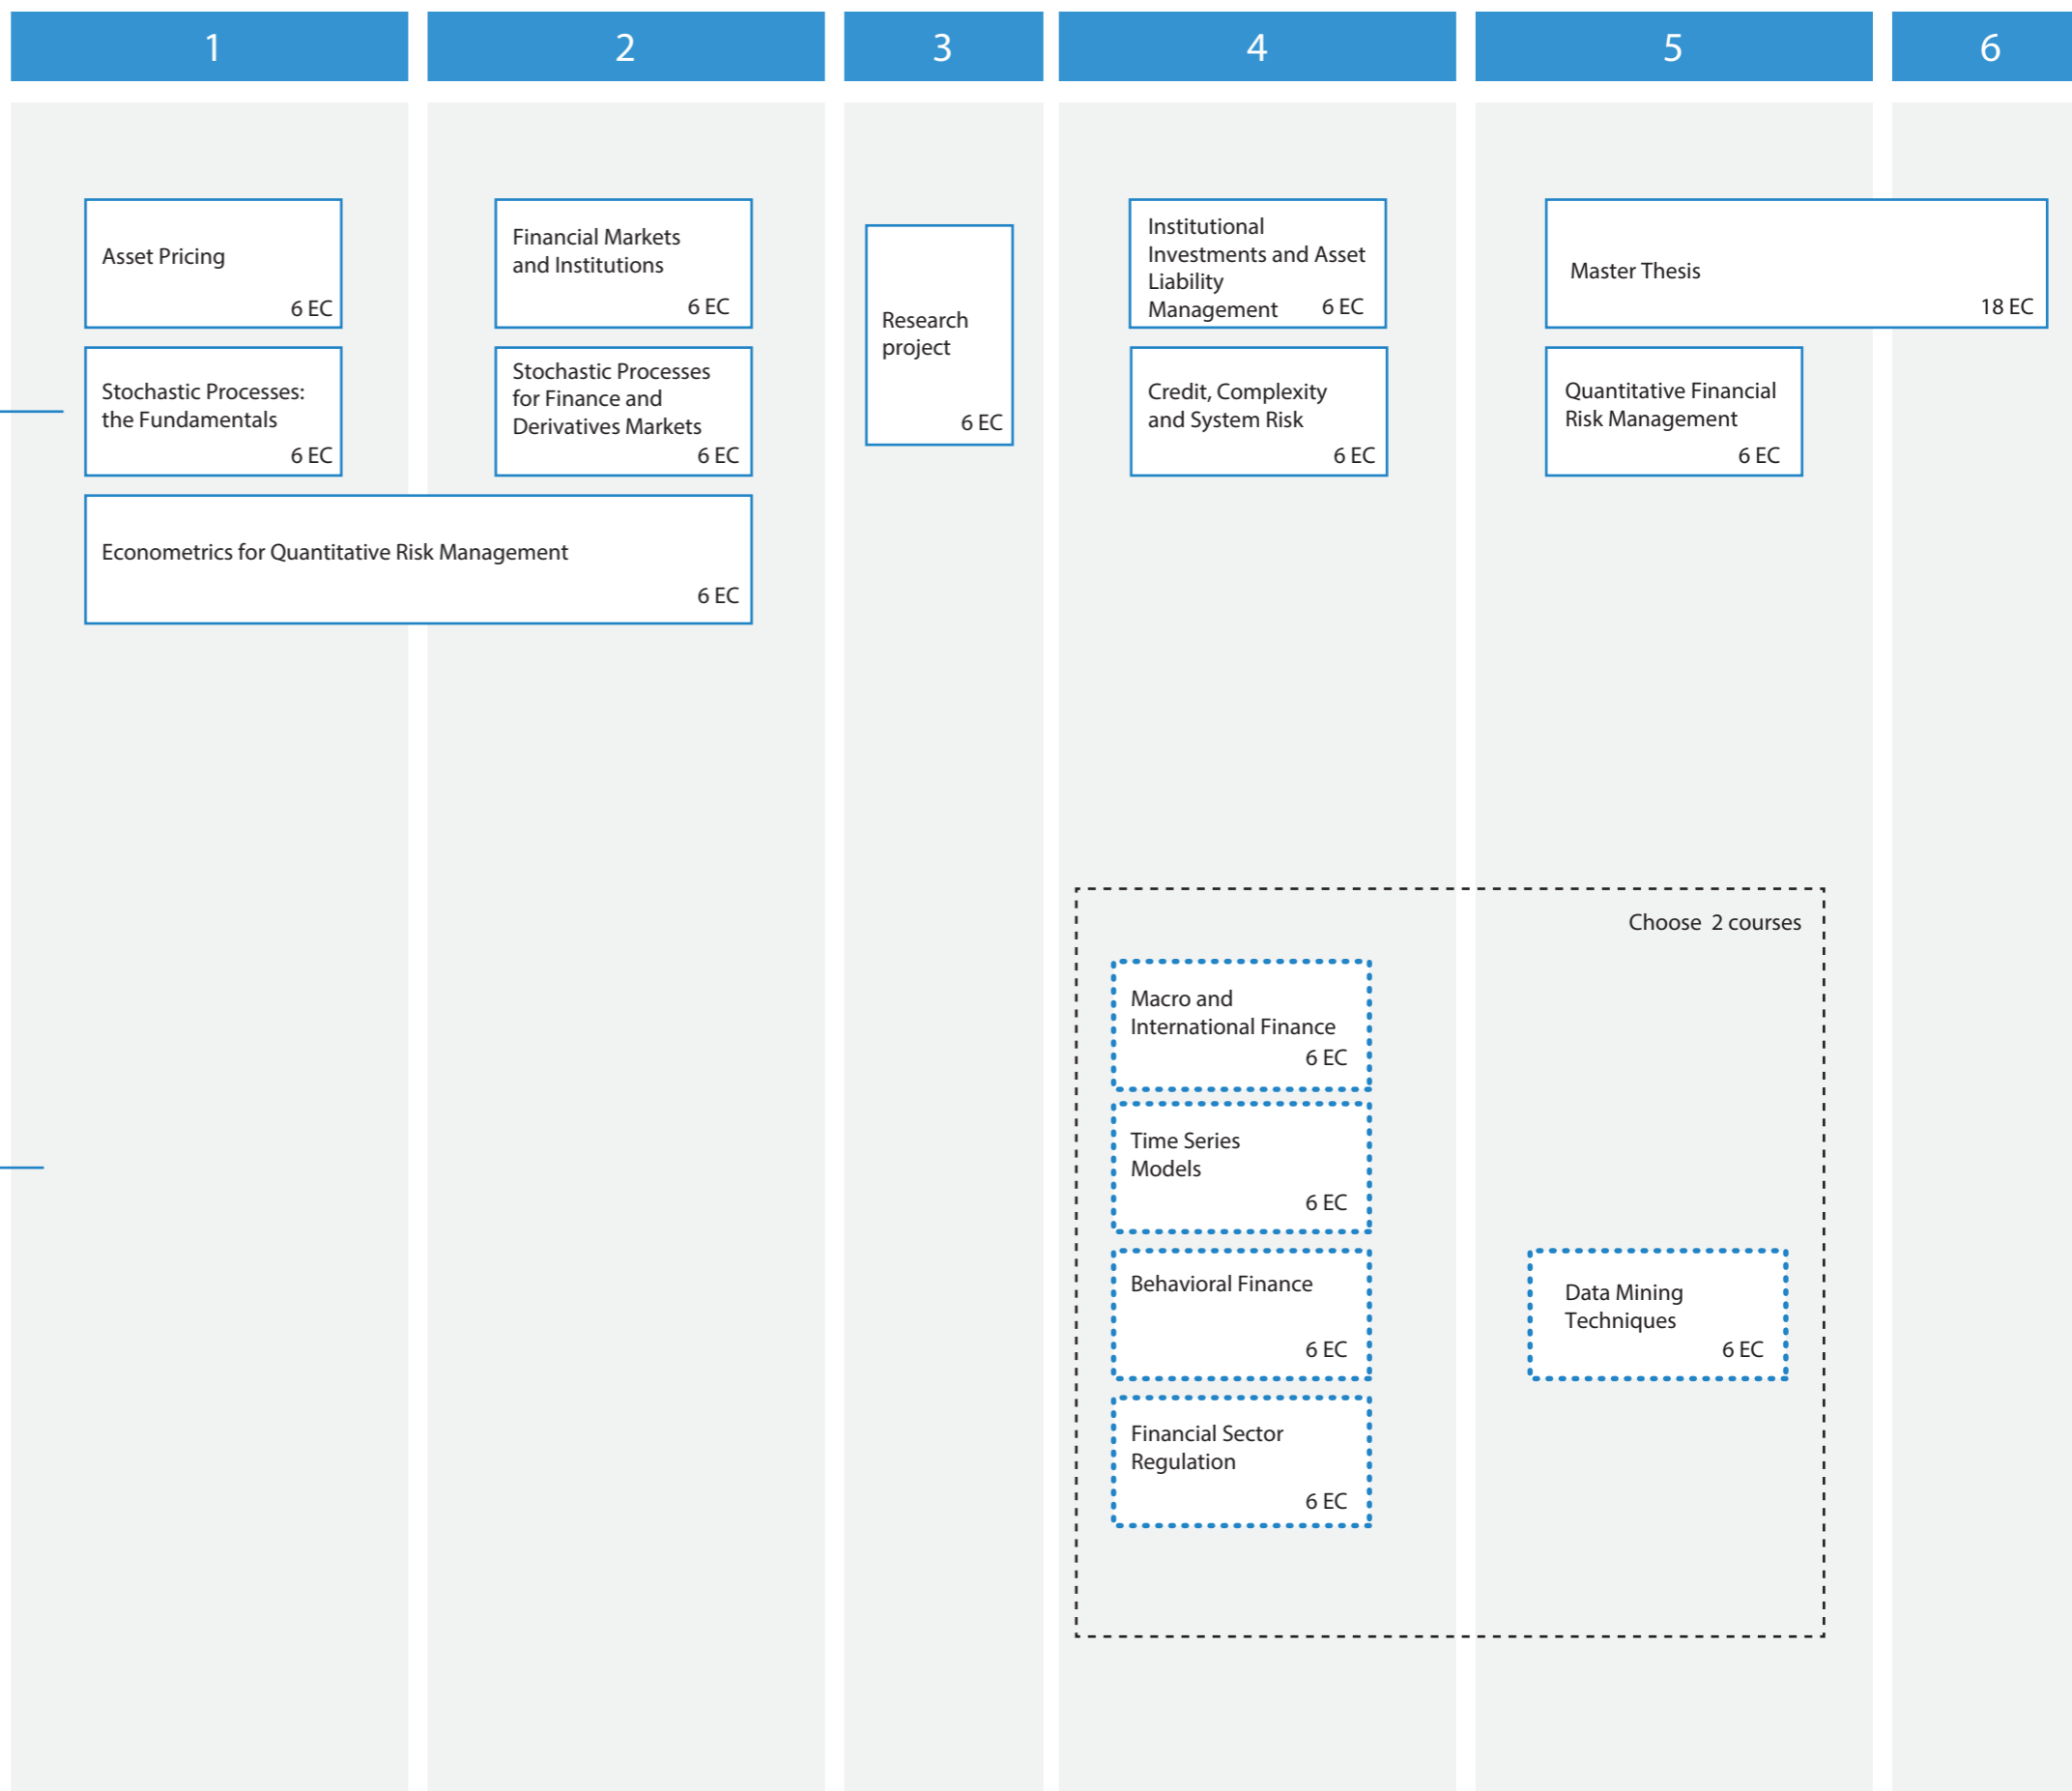 1
2
3
4
5
6
Asset Pricing
6 EC
Financial Markets
and Institutions
6 EC
Research
project
6 EC
Institutional
Investments and Asset
Liability
Management 6 EC
Master Thesis
18 EC
Stochastic Processes:
the Fundamentals
6 EC
Stochastic Processes
for Finance and
Derivatives Markets
6 EC
Credit, Complexity
and System Risk
6 EC
Quantitative Financial
Risk Management
6 EC
Econometrics for Quantitative Risk Management
6 EC
Choose 2 courses
Macro and
International Finance
6 EC
Time Series
Models
6 EC
Behavioral Finance
6 EC
Data Mining
Techniques
6 EC
Financial Sector
Regulation
6 EC